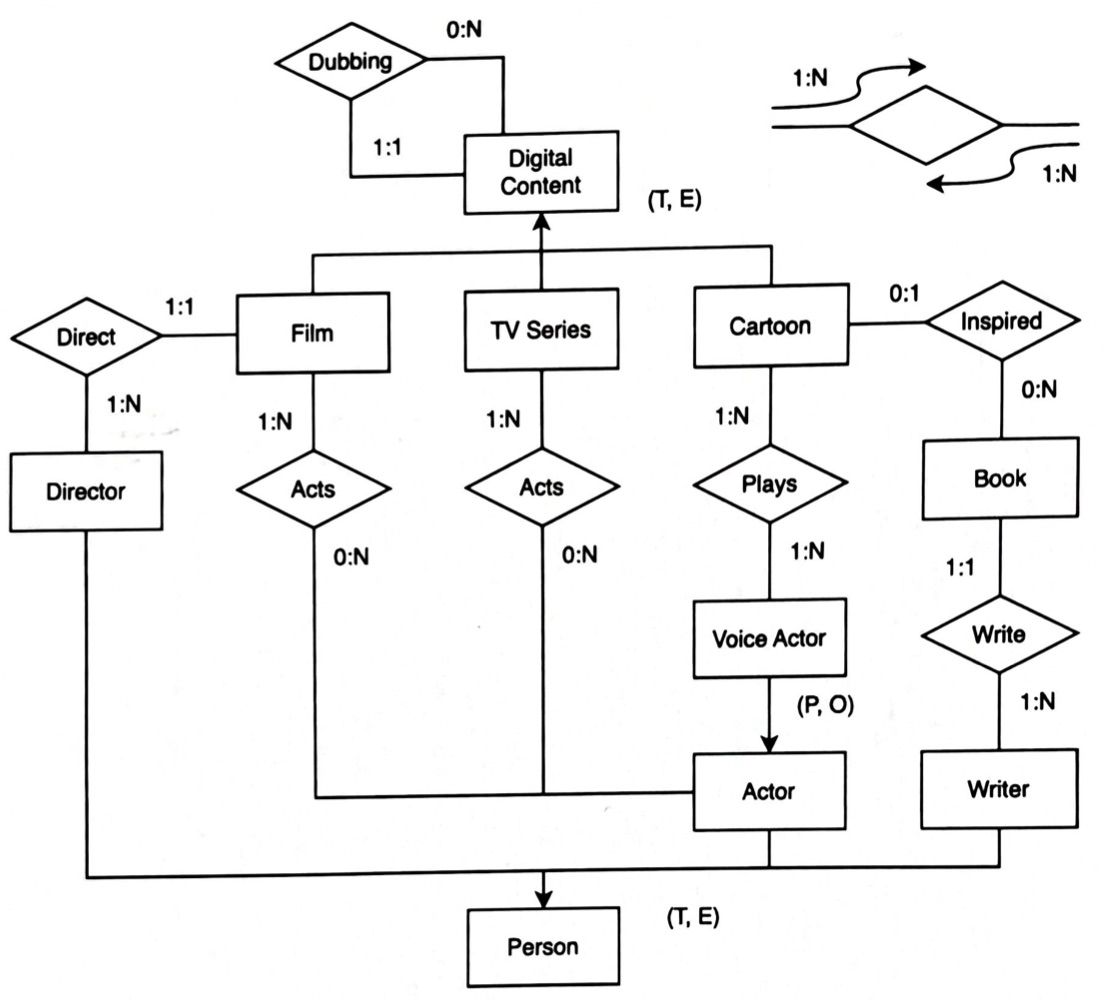 0:N
Dubbing
1:N
1:1
Digital
Content
1:N
(T, E)
1:1
0:1
Direct
Film
TV Series
Cartoon
Inspired
1:N
1:N
1:N
1:N
0:N
Director
Acts
Acts
Plays
Book
0:N
0:N
1:N
1:1
Voice Actor
Write
(P, O)
1:N
Actor
Writer
(T, E)
Person